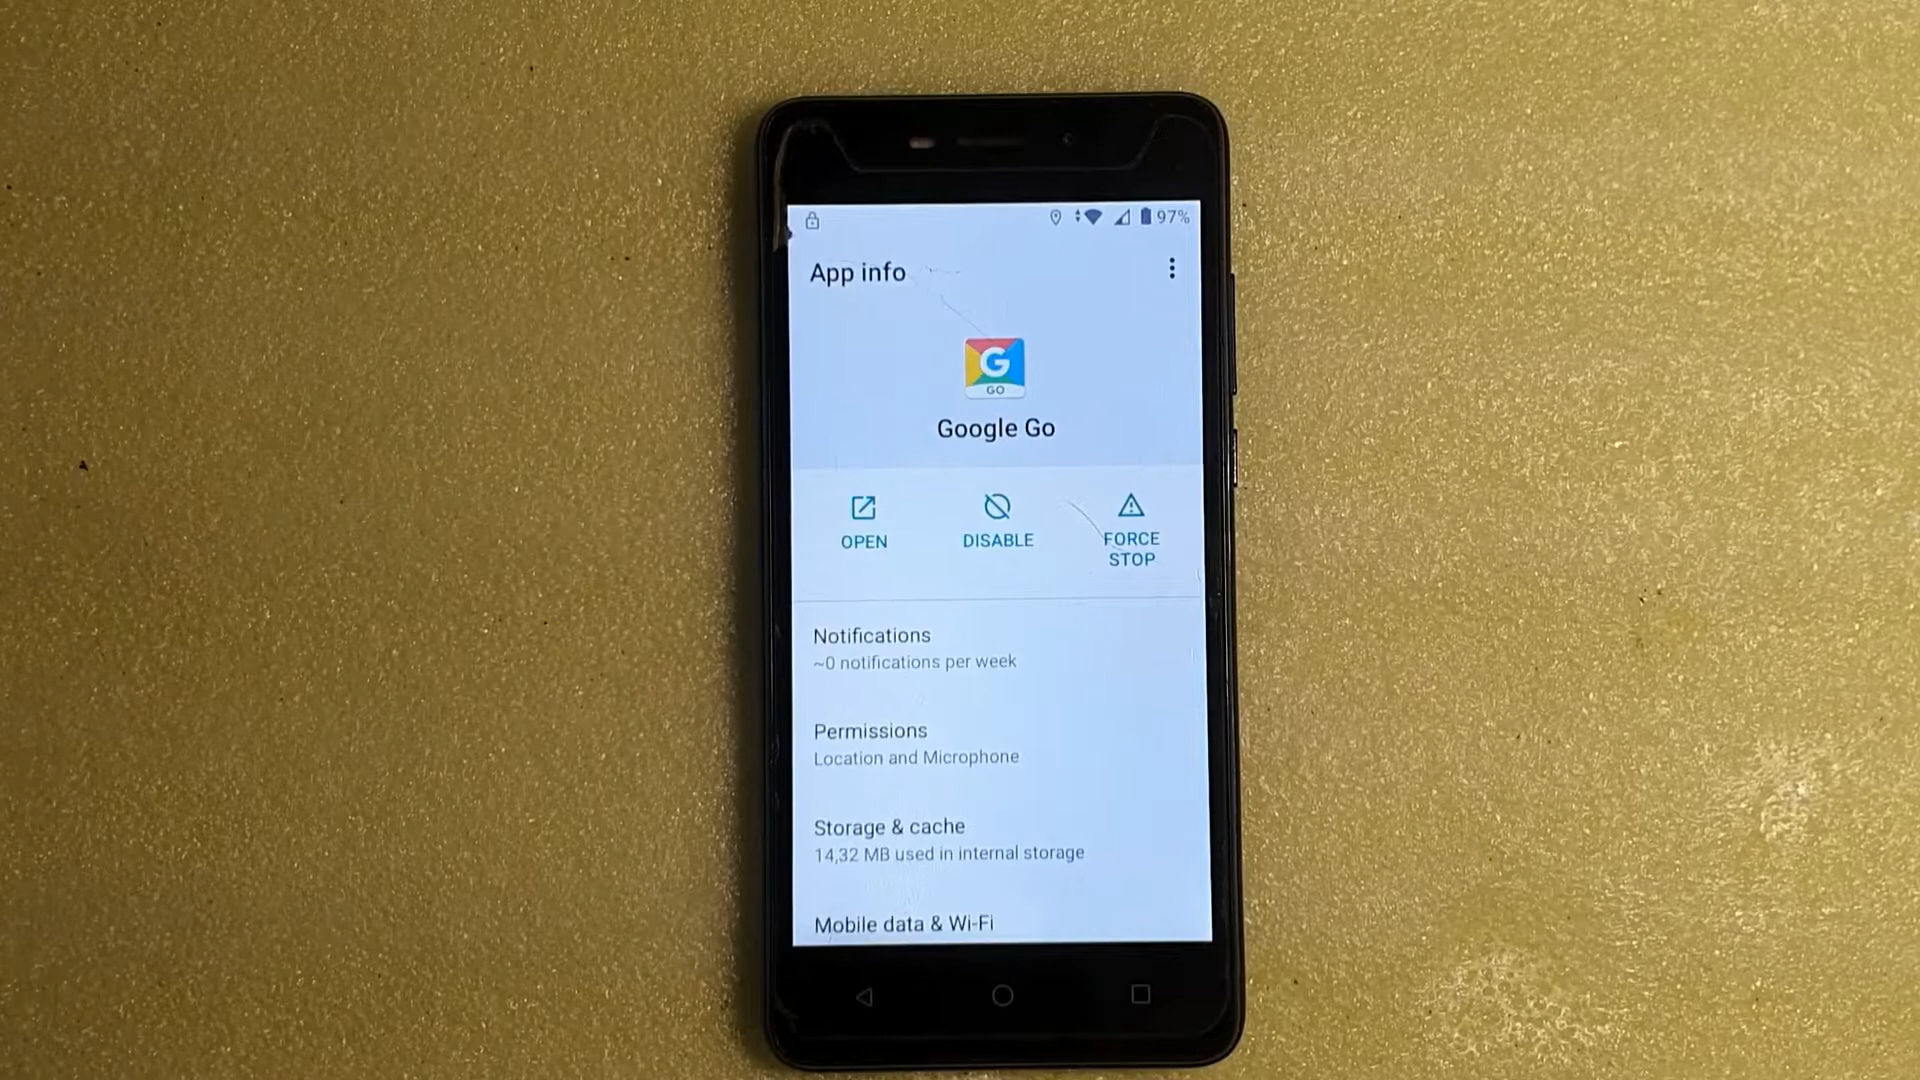 97%
App info
G
GO
Google Go
OPEN
DISABLE
FORCE
STOP
Notifications
~0 notifications per week
Permissions
Location and Microphone
Storage & cache
14,32 MB used in internal storage
Mobile data & Wi-Fi